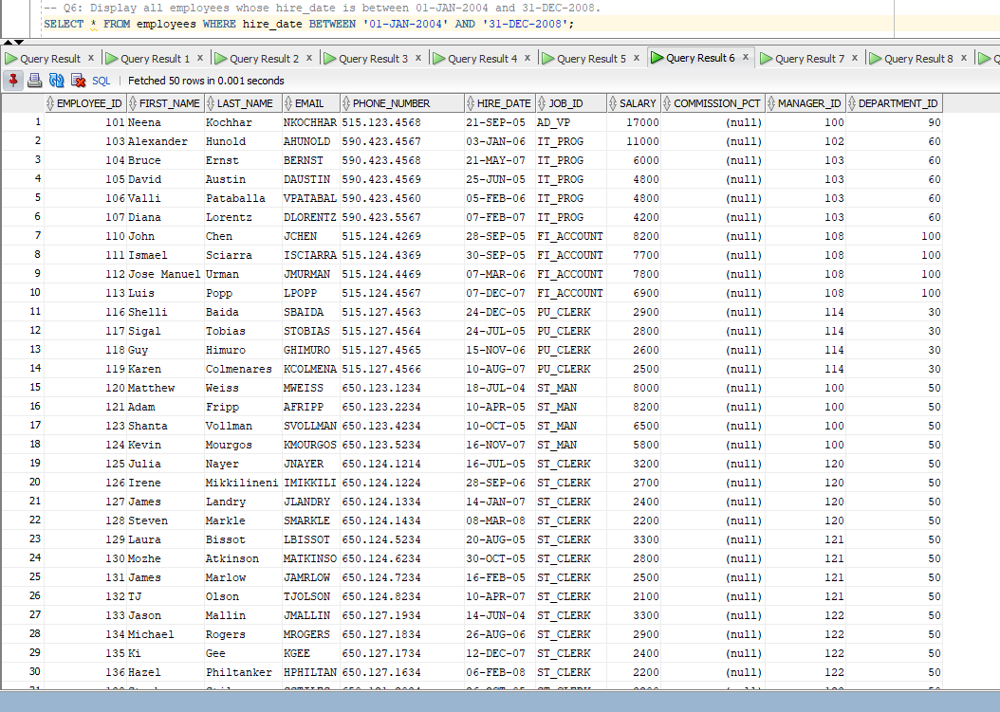 -- Q6: Display all employees whose hire_date is between 01-JAN-2004 and 31-DEC-2008.
SELECT * FROM employees WHERE hire_date BETWEEN '01-JAN-2004' AND '31-DEC-2008';
Query Result x Query Result 1 x Query Result 2 x Query Result 3 x Query Result 4 x Query Result 5 x Query Result 6 x Query Result 7 x Query Result 8 x
SQL | Fetched 50 rows in 0.001 seconds
EMPLOYEE_ID FIRST_NAME LAST_NAME EMAIL PHONE_NUMBER HIRE_DATE JOB_ID SALARY COMMISSION_PCT MANAGER_ID DEPARTMENT_ID
1 101 Neena Kochhar NKOCHHAR 515.123.4568 21-SEP-05 AD_VP 17000 (null) 100 90
2 103 Alexander Hunold AHUNOLD 590.423.4567 03-JAN-06 IT_PROG 11000 (null) 102 60
3 104 Bruce Ernst BERNST 590.423.4568 21-MAY-07 IT_PROG 6000 (null) 103 60
4 105 David Austin DAUSTIN 590.423.4569 25-JUN-05 IT_PROG 4800 (null) 103 60
5 106 Valli Pataballa VPATABAL 590.423.4560 05-FEB-06 IT_PROG 4800 (null) 103 60
6 107 Diana Lorentz DLORENTZ 590.423.5567 07-FEB-07 IT_PROG 4200 (null) 103 60
7 110 John Chen JCHEN 515.124.4269 28-SEP-05 FI_ACCOUNT 8200 (null) 108 100
8 111 Ismael Sciarra ISCIARRA 515.124.4369 30-SEP-05 FI_ACCOUNT 7700 (null) 108 100
9 112 Jose Manuel Urman JMURMAN 515.124.4469 07-MAR-06 FI_ACCOUNT 7800 (null) 108 100
10 113 Luis Popp LPOPP 515.124.4567 07-DEC-07 FI_ACCOUNT 6900 (null) 108 100
11 116 Shelli Baida SBAIDA 515.127.4563 24-DEC-05 PU_CLERK 2900 (null) 114 30
12 117 Sigal Tobias STOBIAS 515.127.4564 24-JUL-05 PU_CLERK 2800 (null) 114 30
13 118 Guy Himuro GHIMURO 515.127.4565 15-NOV-06 PU_CLERK 2600 (null) 114 30
14 119 Karen Colmenares KCOLMENA 515.127.4566 10-AUG-07 PU_CLERK 2500 (null) 114 30
15 120 Matthew Weiss MWEISS 650.123.1234 18-JUL-04 ST_MAN 8000 (null) 100 50
16 121 Adam Fripp AFRIPP 650.123.2234 10-APR-05 ST_MAN 8200 (null) 100 50
17 123 Shanta Vollman SVOLLMAN 650.123.4234 10-OCT-05 ST_MAN 6500 (null) 100 50
18 124 Kevin Mourgos KMOURGOS 650.123.5234 16-NOV-07 ST_MAN 5800 (null) 100 50
19 125 Julia Nayer JNAYER 650.124.1214 16-JUL-05 ST_CLERK 3200 (null) 120 50
20 126 Irene Mikkilineni IMIKKILI 650.124.1224 28-SEP-06 ST_CLERK 2700 (null) 120 50
21 127 James Landry JLANDRY 650.124.1334 14-JAN-07 ST_CLERK 2400 (null) 120 50
22 128 Steven Markle SMARKLE 650.124.1434 08-MAR-08 ST_CLERK 2200 (null) 120 50
23 129 Laura Bissot LBISSOT 650.124.5234 20-AUG-05 ST_CLERK 3300 (null) 121 50
24 130 Mozhe Atkinson MATKINSO 650.124.6234 30-OCT-05 ST_CLERK 2800 (null) 121 50
25 131 James Marlow JAMRLOW 650.124.7234 16-FEB-05 ST_CLERK 2500 (null) 121 50
26 132 TJ Olson TJOLSON 650.124.8234 10-APR-07 ST_CLERK 2100 (null) 121 50
27 133 Jason Mallin JMALLIN 650.127.1934 14-JUN-04 ST_CLERK 3300 (null) 122 50
28 134 Michael Rogers MROGERS 650.127.1834 26-AUG-06 ST_CLERK 2900 (null) 122 50
29 135 Ki Gee KGEE 650.127.1734 12-DEC-07 ST_CLERK 2400 (null) 122 50
30 136 Hazel Philtanker HPHILTAN 650.127.1634 06-FEB-08 ST_CLERK 2200 (null) 122 50